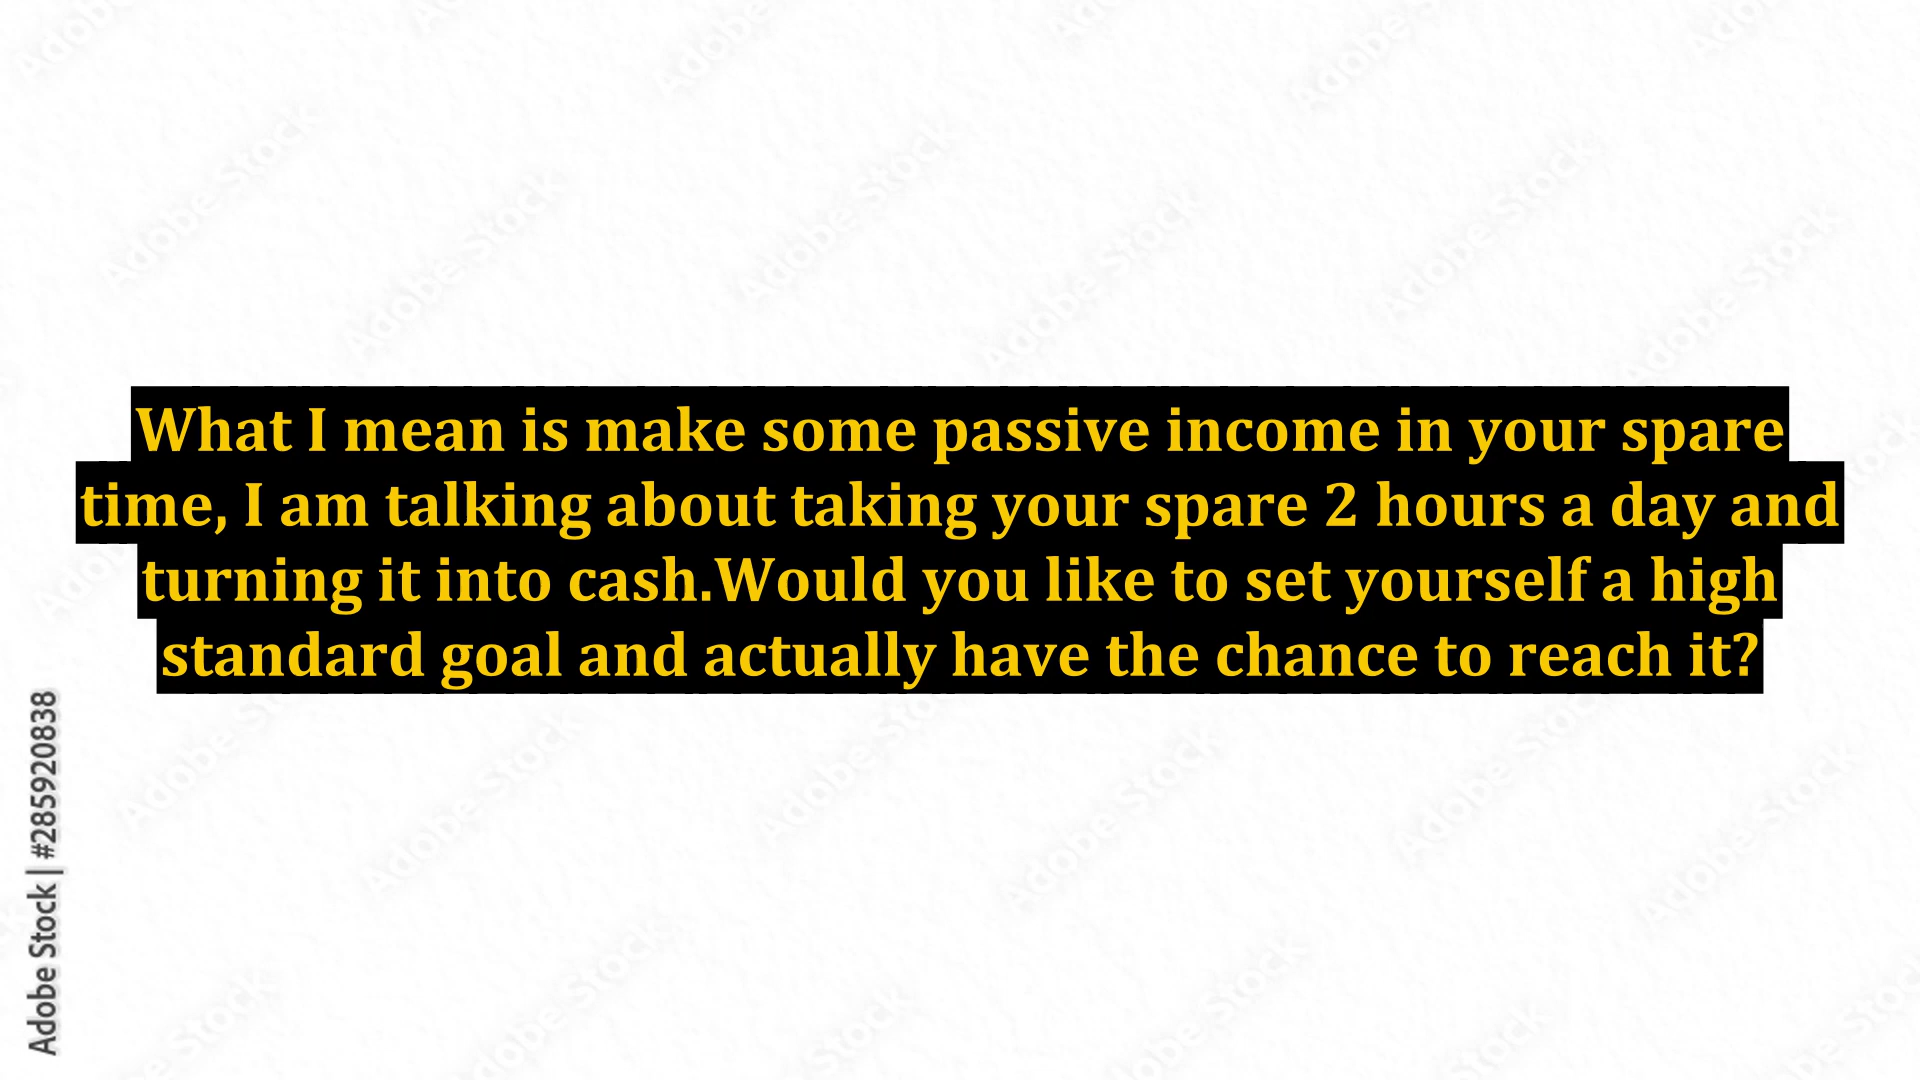 What I mean is make some passive income in your spare
time, I am talking about taking your spare 2 hours a day and
turning it into cash.Would you like to set yourself a high
standard goal and actually have the chance to reach it?
Adobe Stock | #285920838
Adobe Stock